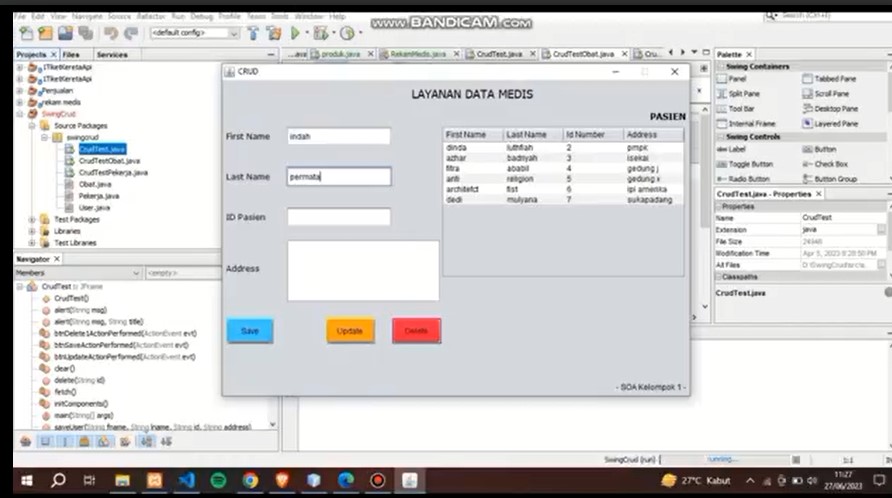 File Edit View Navigate Source Refactor Run Debug Profile Team Tools Window Help
WWW.BANDICAM.COM
Search (Ctrl+I)
<default config>
Projects Files Services
produk.java RekamMedis.java CrudTest.java CrudTestObat.java Cru...
Palette
ITiketKeretaApi
ITiketKeretaApi
Penjualan
rekam medis
SwingCrud
Source Packages
swingcrud
CrudTest.java
CrudTestObat.java
CrudTestPekerja.java
Obat.java
Pekerja.java
User.java
Test Packages
Libraries
Test Libraries
Navigator
Members <empty>
CrudTest :: JFrame
CrudTest()
alert(String msg)
alert(String msg, String title)
btnDelete1ActionPerformed(ActionEvent evt)
btnSaveActionPerformed(ActionEvent evt)
btnUpdateActionPerformed(ActionEvent evt)
clear()
delete(String id)
fetch()
initComponents()
main(String[] args)
saveUser(String fname, String lname, String id, String address)
CRUD
LAYANAN DATA MEDIS
PASIEN
First Name indah
Last Name permata
ID Pasien
Address
First Name Last Name Id Number Address
dinda luthfiah 2 pmpk
azhar badriyah 3 isekai
fitra ababil 4 gedung j
anti religion 5 gedung x
architefct fist 6 ipi amerika
dedi mulyana 7 sukapadang
Save Update Delete
- SOA Kelompok 1 -
Swing Containers
Panel Tabbed Pane
Split Pane Scroll Pane
Tool Bar Desktop Pane
Internal Frame Layered Pane
Swing Controls
Label Button
Toggle Button Check Box
Radio Button Button Group
CrudTest.java - Properties
Properties
Name CrudTest
Extension java
File Size
Modification Time Apr 5, 2023 9:28:50 PM
All Files
Classpaths
CrudTest.java
SwingCrud (run) running... 1:1
27°C Kabut
11:27
27/06/2023